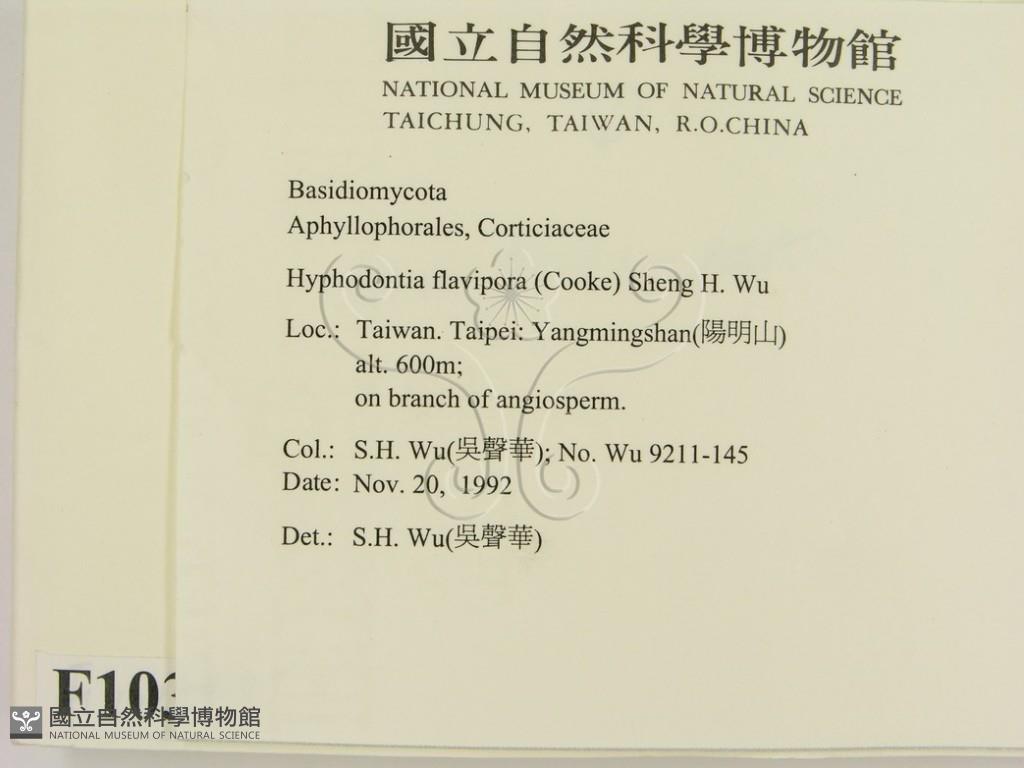 國立自然科學博物館
NATIONAL MUSEUM OF NATURAL SCIENCE
TAICHUNG, TAIWAN, R.O.CHINA
Basidiomycota
Aphyllophorales, Corticiaceae
Hyphodontia flavipora (Cooke) Sheng H. Wu
Loc.: Taiwan. Taipei: Yangmingshan(陽明山)
alt. 600m;
on branch of angiosperm.
Col.: S.H. Wu(吳聲華); No. Wu 9211-145
Date: Nov. 20, 1992
Det.: S.H. Wu(吳聲華)
F103
國立自然科學博物館
NATIONAL MUSEUM OF NATURAL SCIENCE